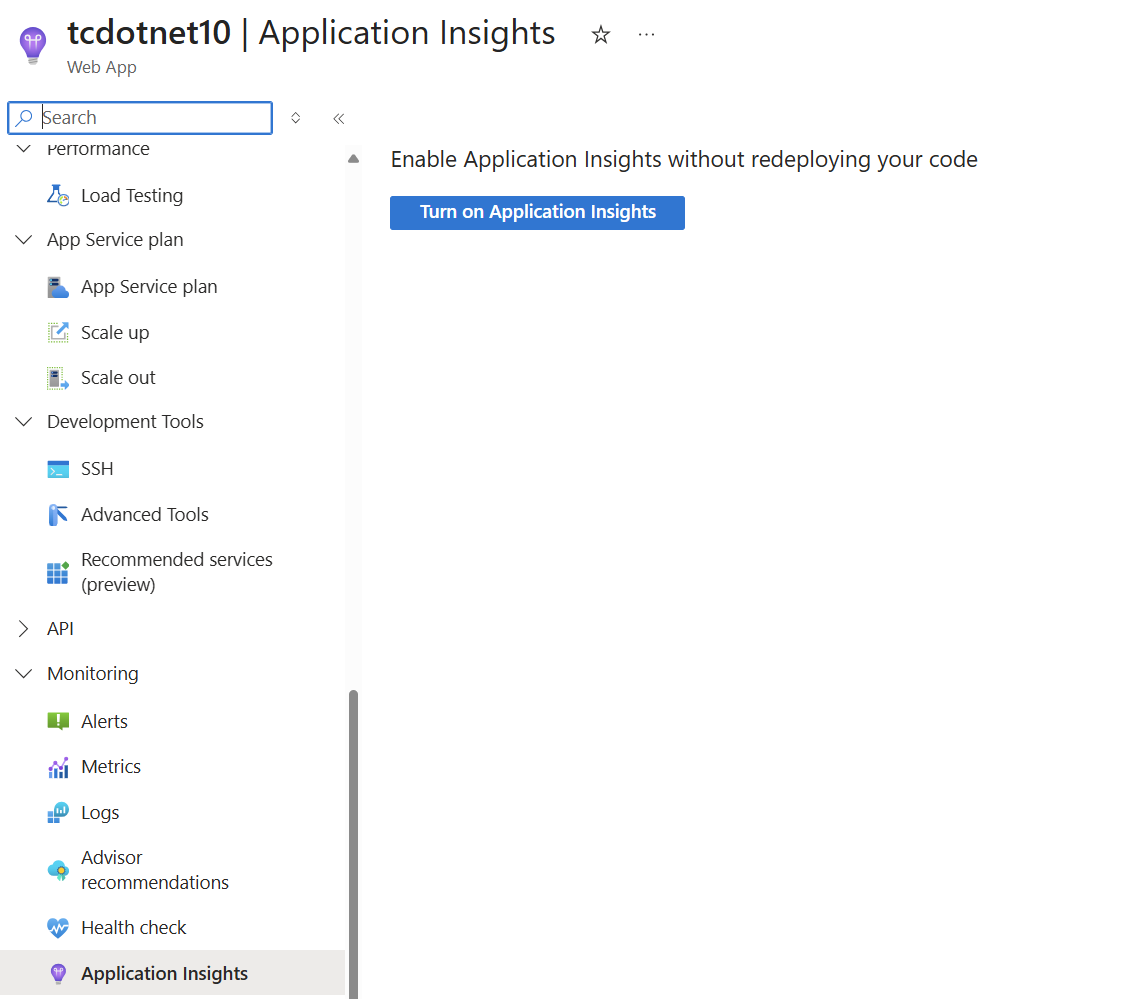 tcdotnet10 | Application Insights
Web App
Search
Performance
Load Testing
App Service plan
App Service plan
Scale up
Scale out
Development Tools
SSH
Advanced Tools
Recommended services
(preview)
API
Monitoring
Alerts
Metrics
Logs
Advisor
recommendations
Health check
Application Insights
Enable Application Insights without redeploying your code
Turn on Application Insights